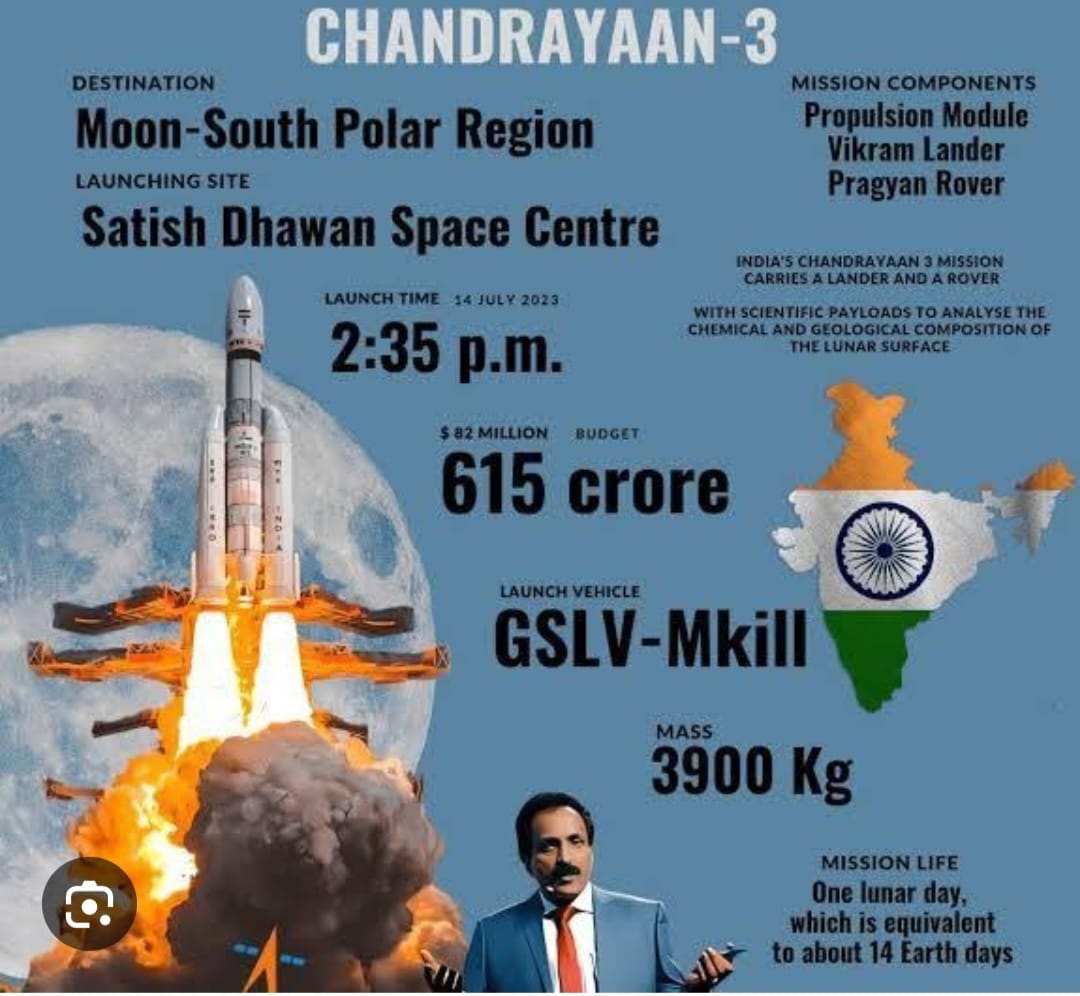 CHANDRAYAAN-3
DESTINATION
Moon-South Polar Region
LAUNCHING SITE
Satish Dhawan Space Centre
MISSION COMPONENTS
Propulsion Module
Vikram Lander
Pragyan Rover
INDIA'S CHANDRAYAAN 3 MISSION
CARRIES A LANDER AND A ROVER
WITH SCIENTIFIC PAYLOADS TO ANALYSE THE
CHEMICAL AND GEOLOGICAL COMPOSITION OF
THE LUNAR SURFACE
LAUNCH TIME 14 JULY 2023
2:35 p.m.
$ 82 MILLION BUDGET
615 crore
LAUNCH VEHICLE
GSLV-Mkill
MASS
3900 Kg
MISSION LIFE
One lunar day,
which is equivalent
to about 14 Earth days
ISRO
INDIA